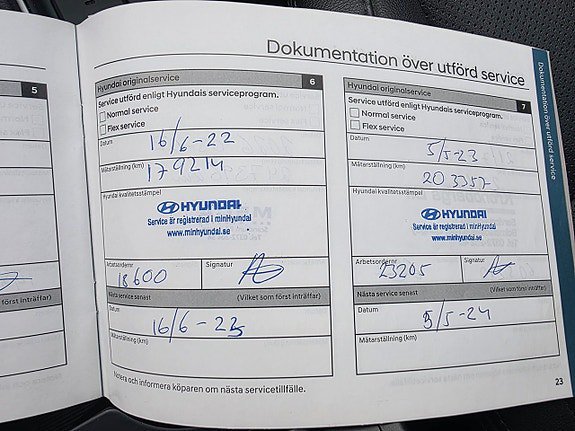 Dokumentation över utförd service
5
Hyundai originalservice 6
Service utförd enligt Hyundais serviceprogram.
Normal service
Flex service
Datum
16/6-22
Mätarställning (km)
179214
Hyundai kvalitetsstämpel
HYUNDAI
Service är registrerad i minHyundai
www.minhyundai.se
Arbetsordernr Signatur
18600
Nästa service senast (Vilket som först inträffar)
Datum
16/6-23
Mätarställning (km)
Notera och informera köparen om nästa servicetillfälle.
Hyundai originalservice 7
Service utförd enligt Hyundais serviceprogram.
Normal service
Flex service
Datum
5/5-23
Mätarställning (km)
203357
Hyundai kvalitetsstämpel
HYUNDAI
Service är registrerad i minHyundai
www.minhyundai.se
Arbetsordernr Signatur
23205
Nästa service senast (Vilket som först inträffar)
Datum
5/5-24
Mätarställning (km)
23
Dokumentation över utförd service
som först inträffar)